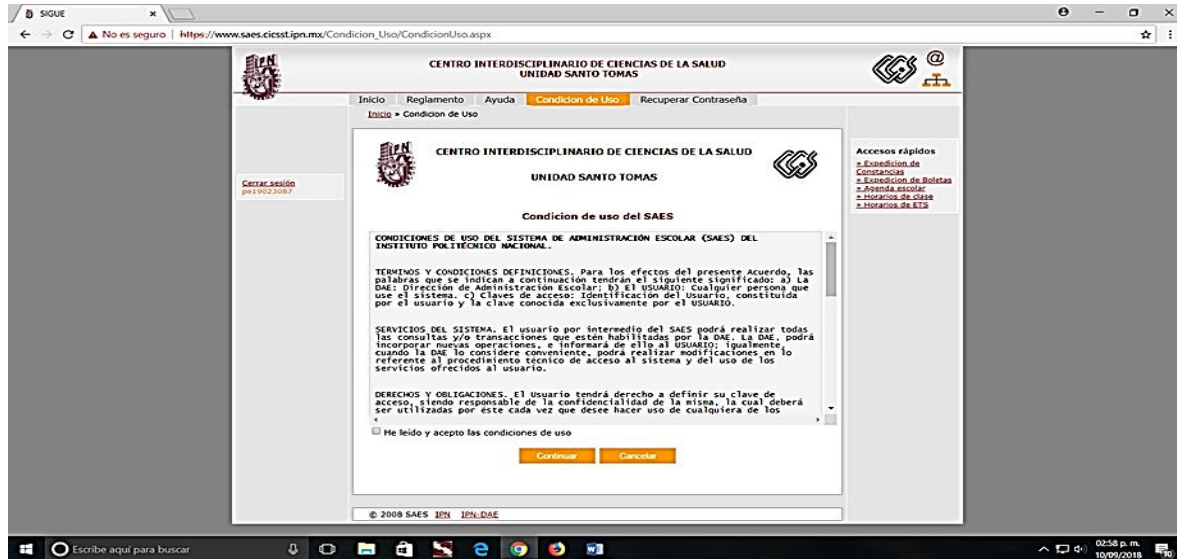 SIGUE
No es seguro | https://www.saes.cicsst.ipn.mx/Condicion_Uso/CondicionUso.aspx
IPN
CENTRO INTERDISCIPLINARIO DE CIENCIAS DE LA SALUD
UNIDAD SANTO TOMAS
@
Inicio Reglamento Ayuda Condicion de Uso Recuperar Contraseña
Inicio » Condicion de Uso
Cerrar sesión
pe19023087
IPN
CENTRO INTERDISCIPLINARIO DE CIENCIAS DE LA SALUD
UNIDAD SANTO TOMAS
Condicion de uso del SAES
CONDICIONES DE USO DEL SISTEMA DE ADMINISTRACIÓN ESCOLAR (SAES) DEL
INSTITUTO POLITÉCNICO NACIONAL.
TÉRMINOS Y CONDICIONES DEFINICIONES. Para los efectos del presente Acuerdo, las
palabras que se indican a continuación tendrán el siguiente significado: a) La
DAE: Dirección de Administración Escolar; b) El USUARIO: Cualquier persona que
use el sistema. c) Claves de acceso: Identificación del Usuario, constituida
por el usuario y la clave conocida exclusivamente por el USUARIO.
SERVICIOS DEL SISTEMA. El usuario por intermedio del SAES podrá realizar todas
las consultas y/o transacciones que estén habilitadas por la DAE. La DAE, podrá
incorporar nuevas operaciones, e informará de ello al USUARIO; igualmente,
cuando la DAE lo considere conveniente, podrá realizar modificaciones en lo
referente al procedimiento técnico de acceso al sistema y del uso de los
servicios ofrecidos al usuario.
DERECHOS Y OBLIGACIONES. El Usuario tendrá derecho a definir su clave de
acceso, siendo responsable de la confidencialidad de la misma, la cual deberá
ser utilizadas por éste cada vez que desee hacer uso de cualquiera de los
He leído y acepto las condiciones de uso
Continuar Cancelar
Accesos rápidos
» Expedicion de
Constancias
» Expedicion de Boletas
» Agenda escolar
» Horarios de clase
» Horarios de ETS
© 2008 SAES IPN IPN-DAE
Escribe aquí para buscar
02:58 p. m.
10/09/2018